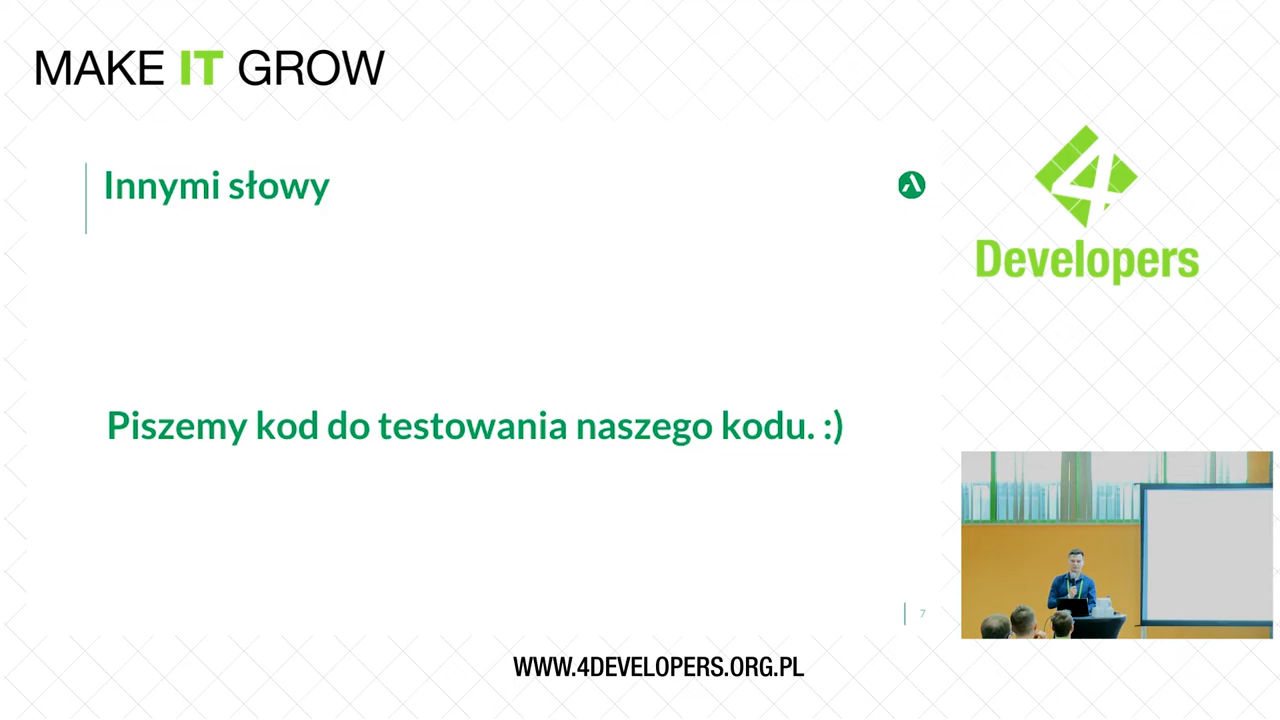 MAKE IT GROW
Innymi słowy
4
Developers
Piszemy kod do testowania naszego kodu. :)
7
WWW.4DEVELOPERS.ORG.PL